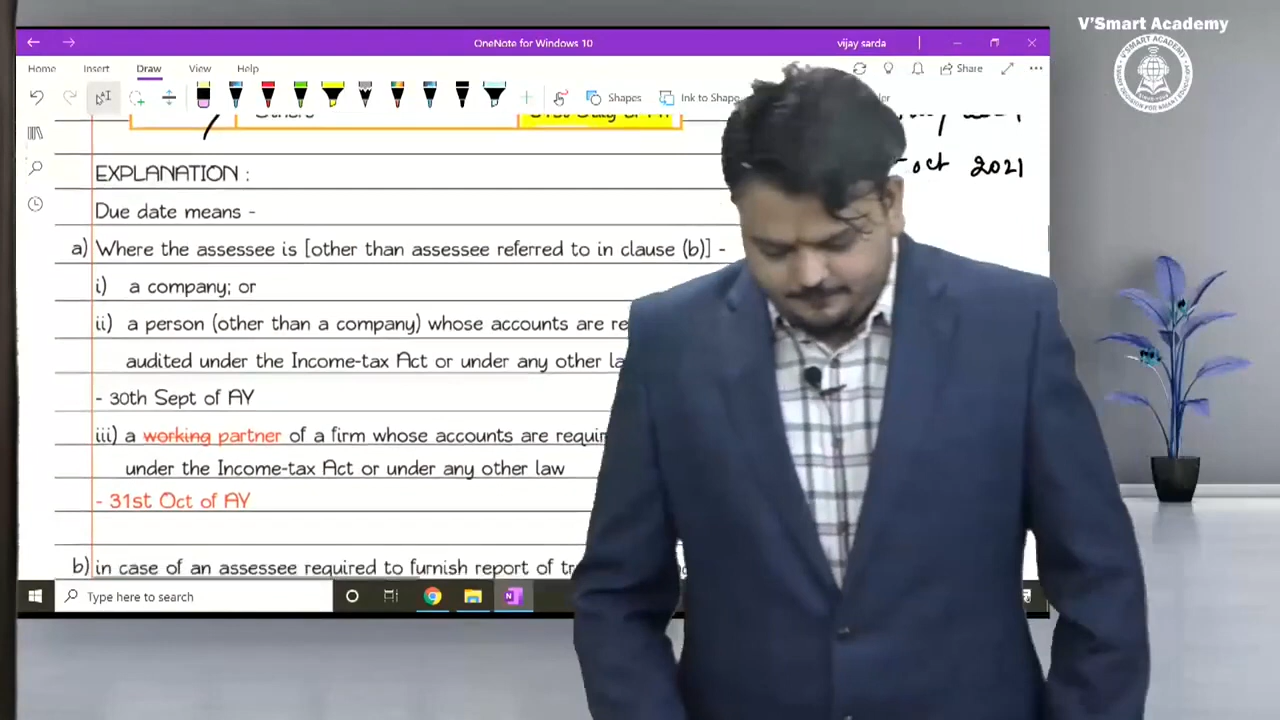 V'Smart Academy
OneNote for Windows 10
vijay sarda
Home Insert Draw View Help
Share
Shapes
Ink to Shape
Others
31st July of AY
oct 2021
EXPLANATION :
Due date means -
a) Where the assessee is [other than assessee referred to in clause (b)] -
i) a company; or
ii) a person (other than a company) whose accounts are
audited under the Income-tax Act or under any other
- 30th Sept of AY
iii) a working partner of a firm whose accounts are
under the Income-tax Act or under any other law
- 31st Oct of AY
b) in case of an assessee required to furnish report of
Type here to search